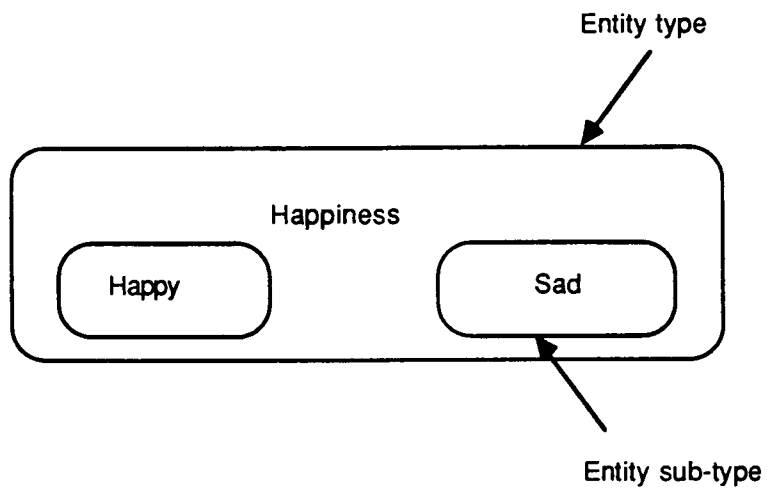 Entity type
Happiness
Happy
Sad
Entity sub-type